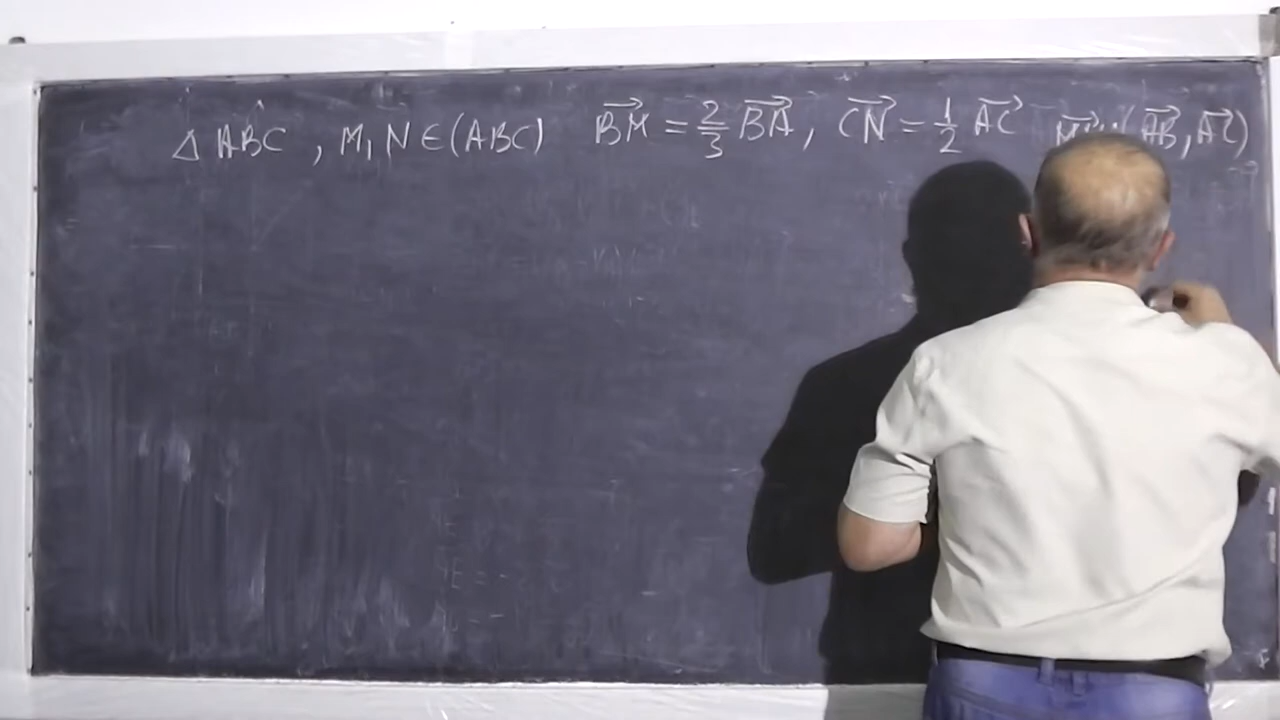 △ ABC , M, N ∈ (ABC) $\overrightarrow{BM} = \frac{2}{3} \overrightarrow{BA}$ , $\overrightarrow{CN} = \frac{1}{2} \overrightarrow{AC}$ ($\overrightarrow{AB}, \overrightarrow{AC}$)